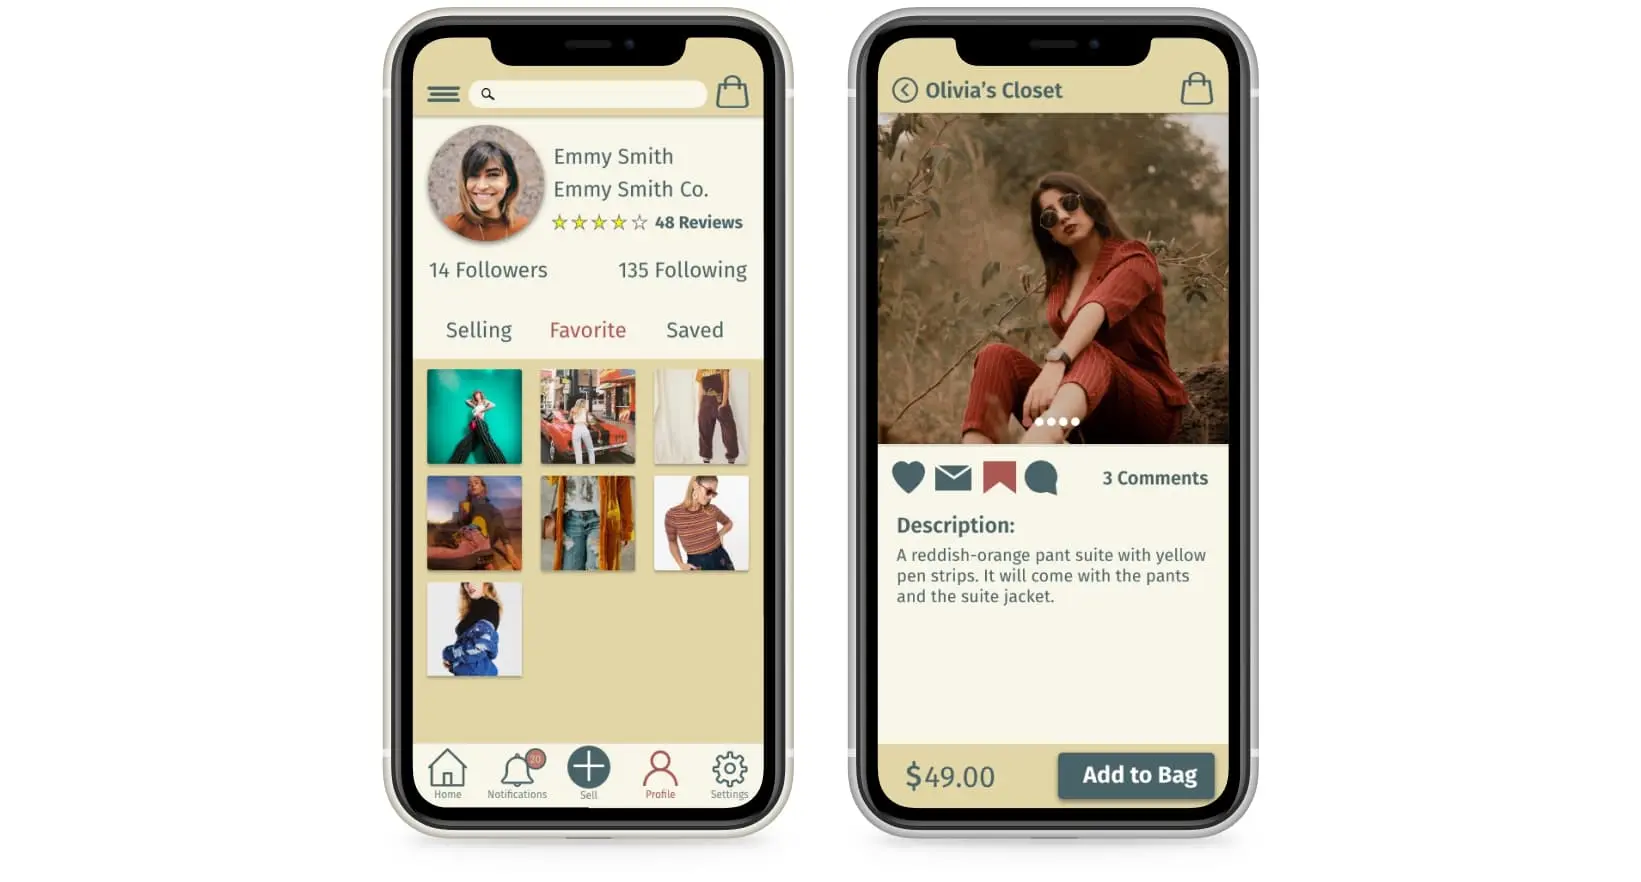 Emmy Smith
Emmy Smith Co.
48 Reviews
14 Followers 135 Following
Selling Favorite Saved
20
Home Notifications Sell Profile Settings
Olivia's Closet
3 Comments
Description:
A reddish-orange pant suite with yellow
pen strips. It will come with the pants
and the suite jacket.
$49.00 Add to Bag